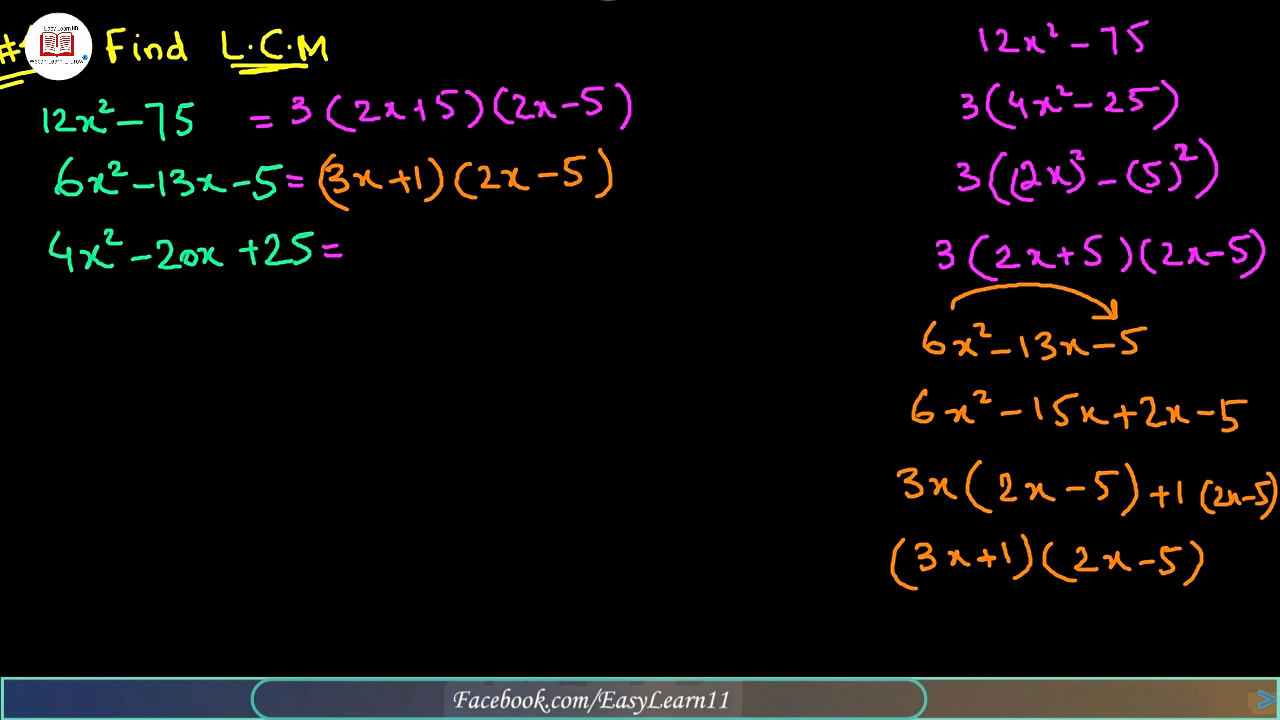 Find L.C.M
12x² - 75 = 3 (2x+5) (2x-5)
6x² - 13x - 5 = (3x+1) (2x-5)
4x² - 20x + 25 =
12x² - 75
3(4x² - 25)
3((2x)² - (5)²)
3(2x+5)(2x-5)
6x² - 13x - 5
6x² - 15x + 2x - 5
3x(2x-5) + 1 (2x-5)
(3x+1)(2x-5)
Facebook.com/EasyLearn11